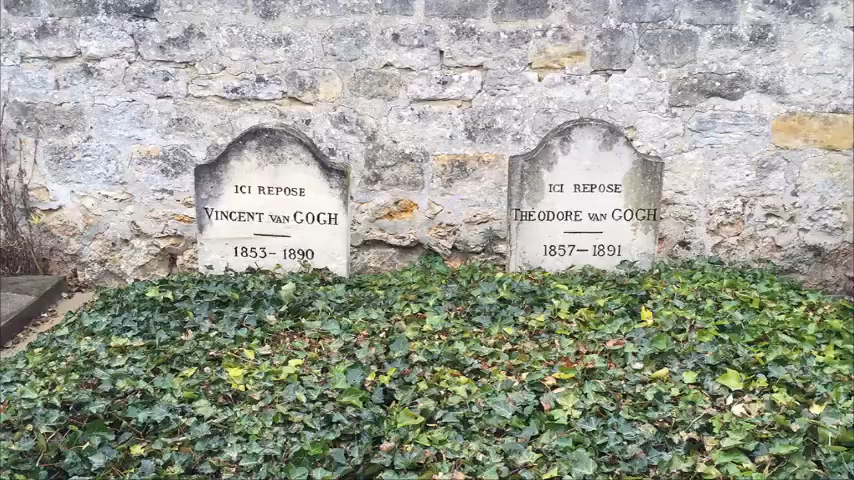 ICI REPOSE
VINCENT VAN GOGH
1853-1890
ICI REPOSE
THEODORE VAN GOGH
1857-1891